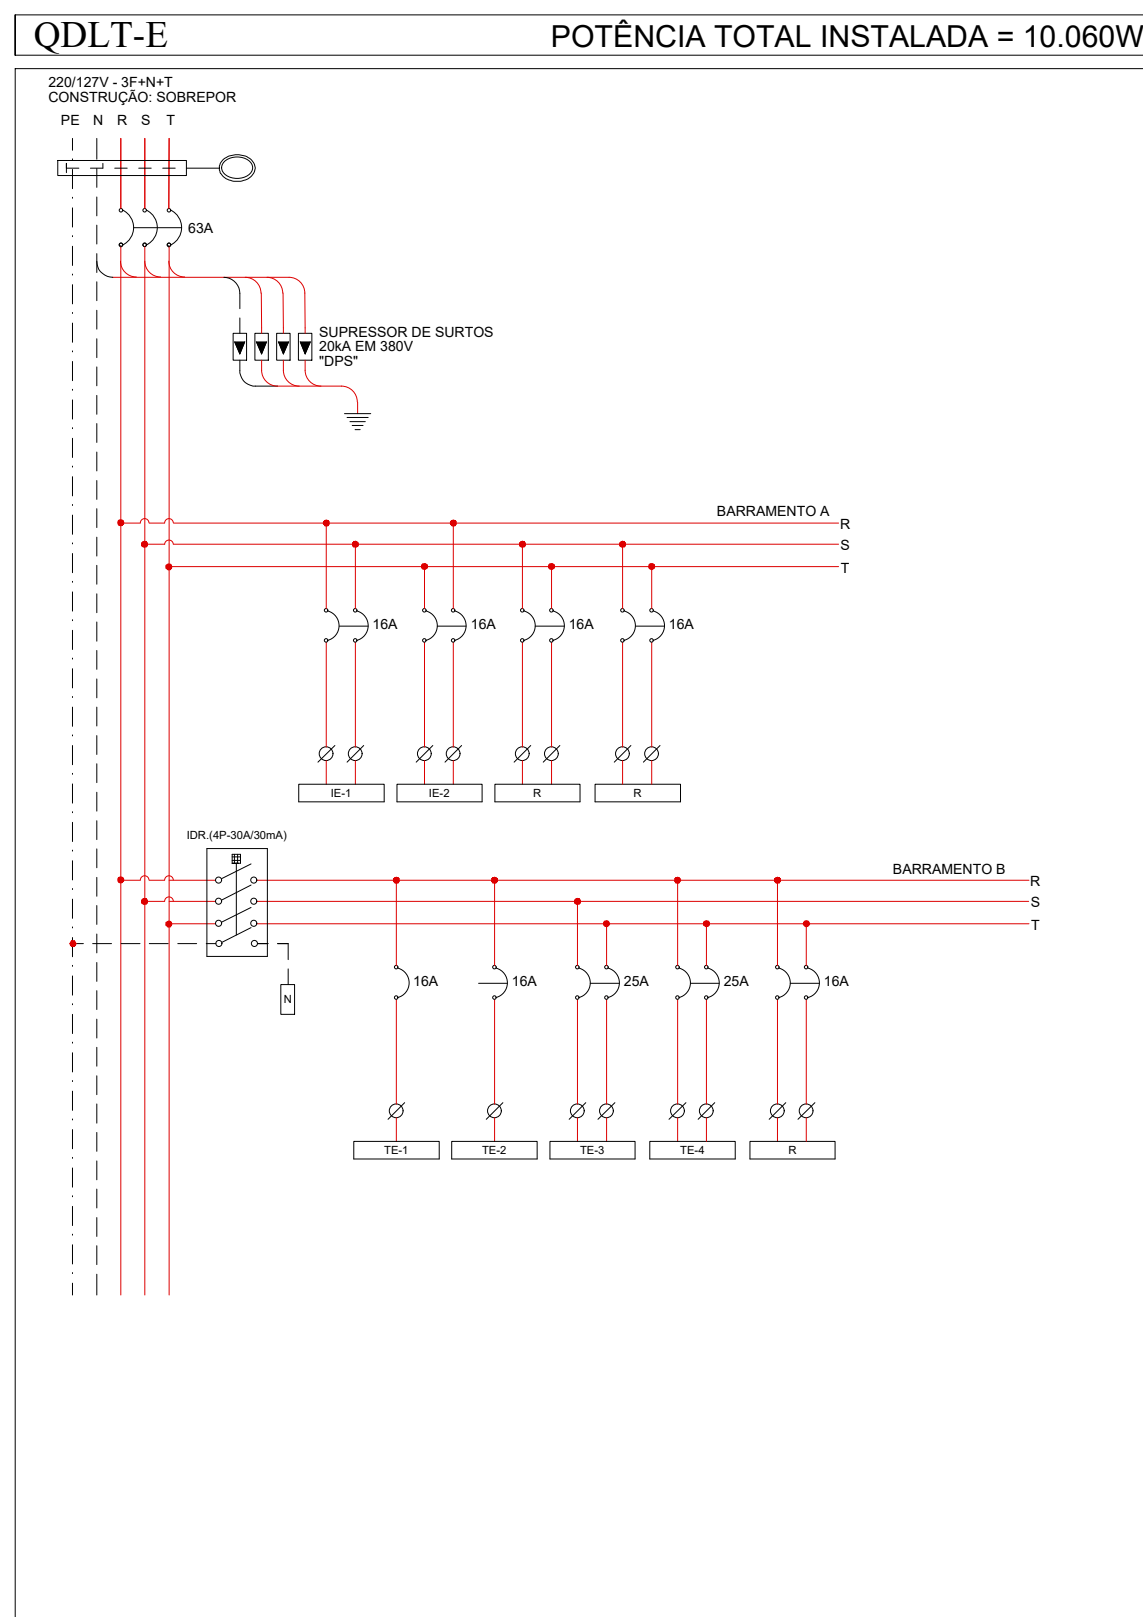 QDLT-E
POTÊNCIA TOTAL INSTALADA = 10.060W
220/127V - 3F+N+T
CONSTRUÇÃO: SOBREPOR
PE N R S T
63A
SUPRESSOR DE SURTOS
20kA EM 380V
"DPS"
BARRAMENTO A
R
S
T
16A 16A 16A 16A
IE-1 IE-2 R R
IDR.(4P-30A/30mA)
BARRAMENTO B
R
S
T
16A 16A 25A 25A 16A
N
TE-1 TE-2 TE-3 TE-4 R